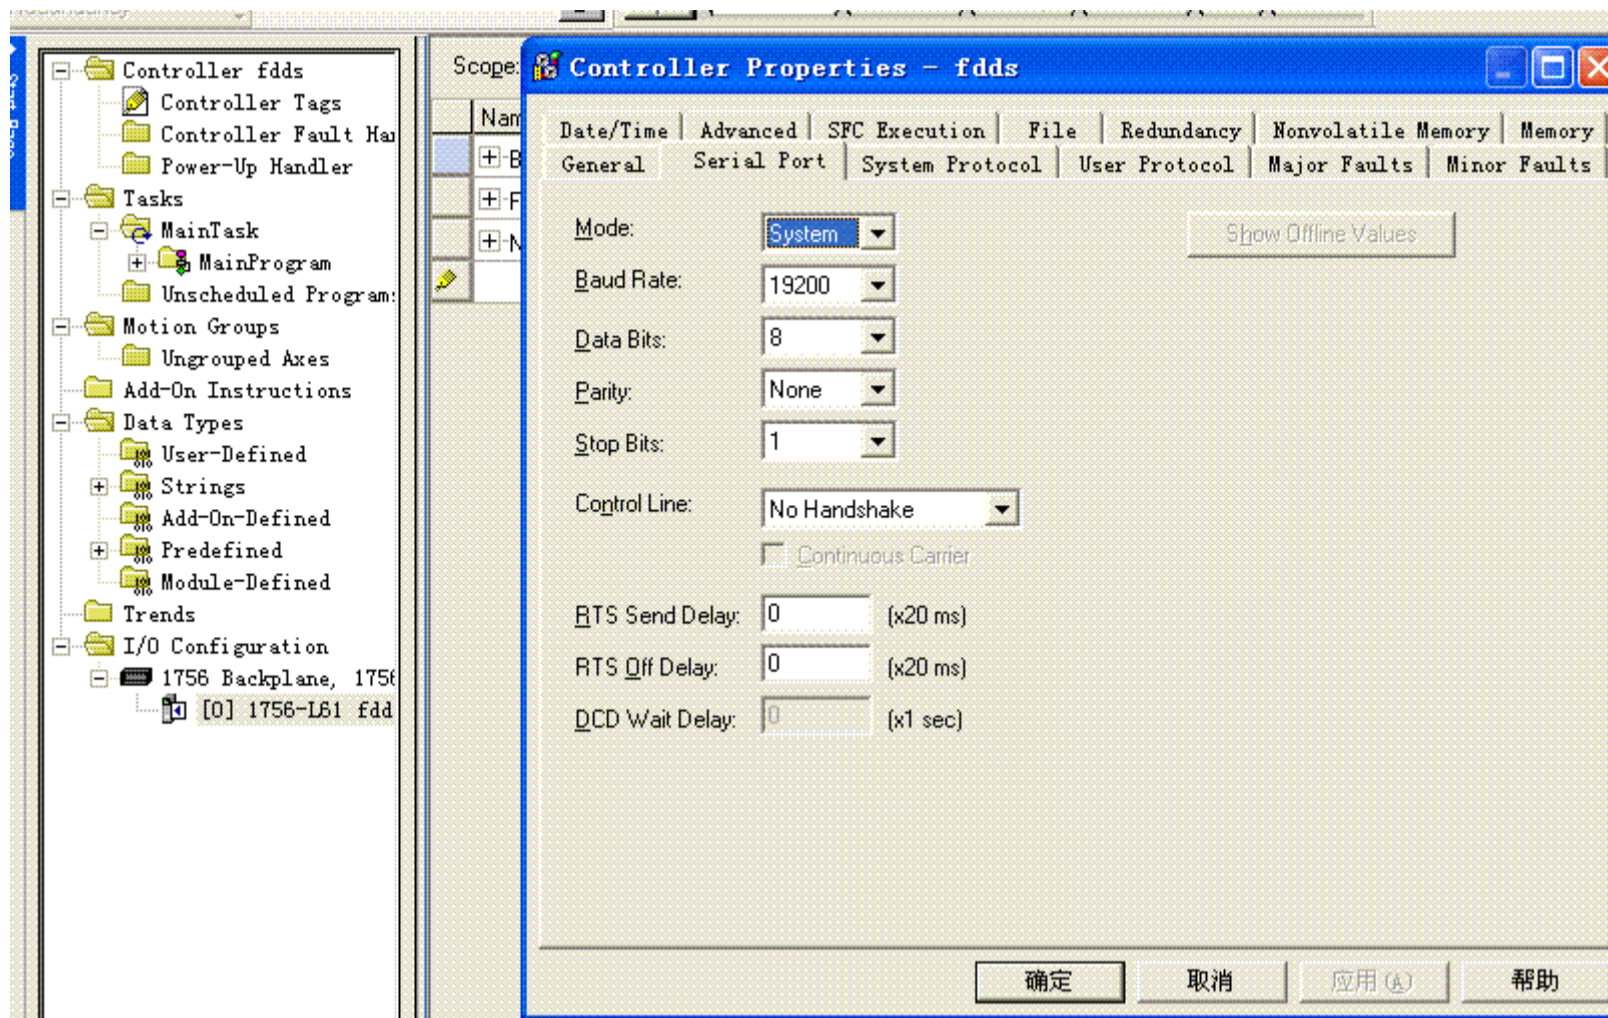 Controller fdds
Controller Tags
Controller Fault Ha
Power-Up Handler
Tasks
MainTask
MainProgram
Unscheduled Program
Motion Groups
Ungrouped Axes
Add-On Instructions
Data Types
User-Defined
Strings
Add-On-Defined
Predefined
Module-Defined
Trends
I/O Configuration
1756 Backplane, 1756
[0] 1756-L61 fdd
Scope:
Nam
B
F
N
Controller Properties - fdds
Date/Time Advanced SFC Execution File Redundancy Nonvolatile Memory Memory
General Serial Port System Protocol User Protocol Major Faults Minor Faults
Mode: System Show Offline Values
Baud Rate: 19200
Data Bits: 8
Parity: None
Stop Bits: 1
Control Line: No Handshake
Continuous Carrier
RTS Send Delay: 0 (x20 ms)
RTS Off Delay: 0 (x20 ms)
DCD Wait Delay: 0 (x1 sec)
确定 取消 应用(A) 帮助